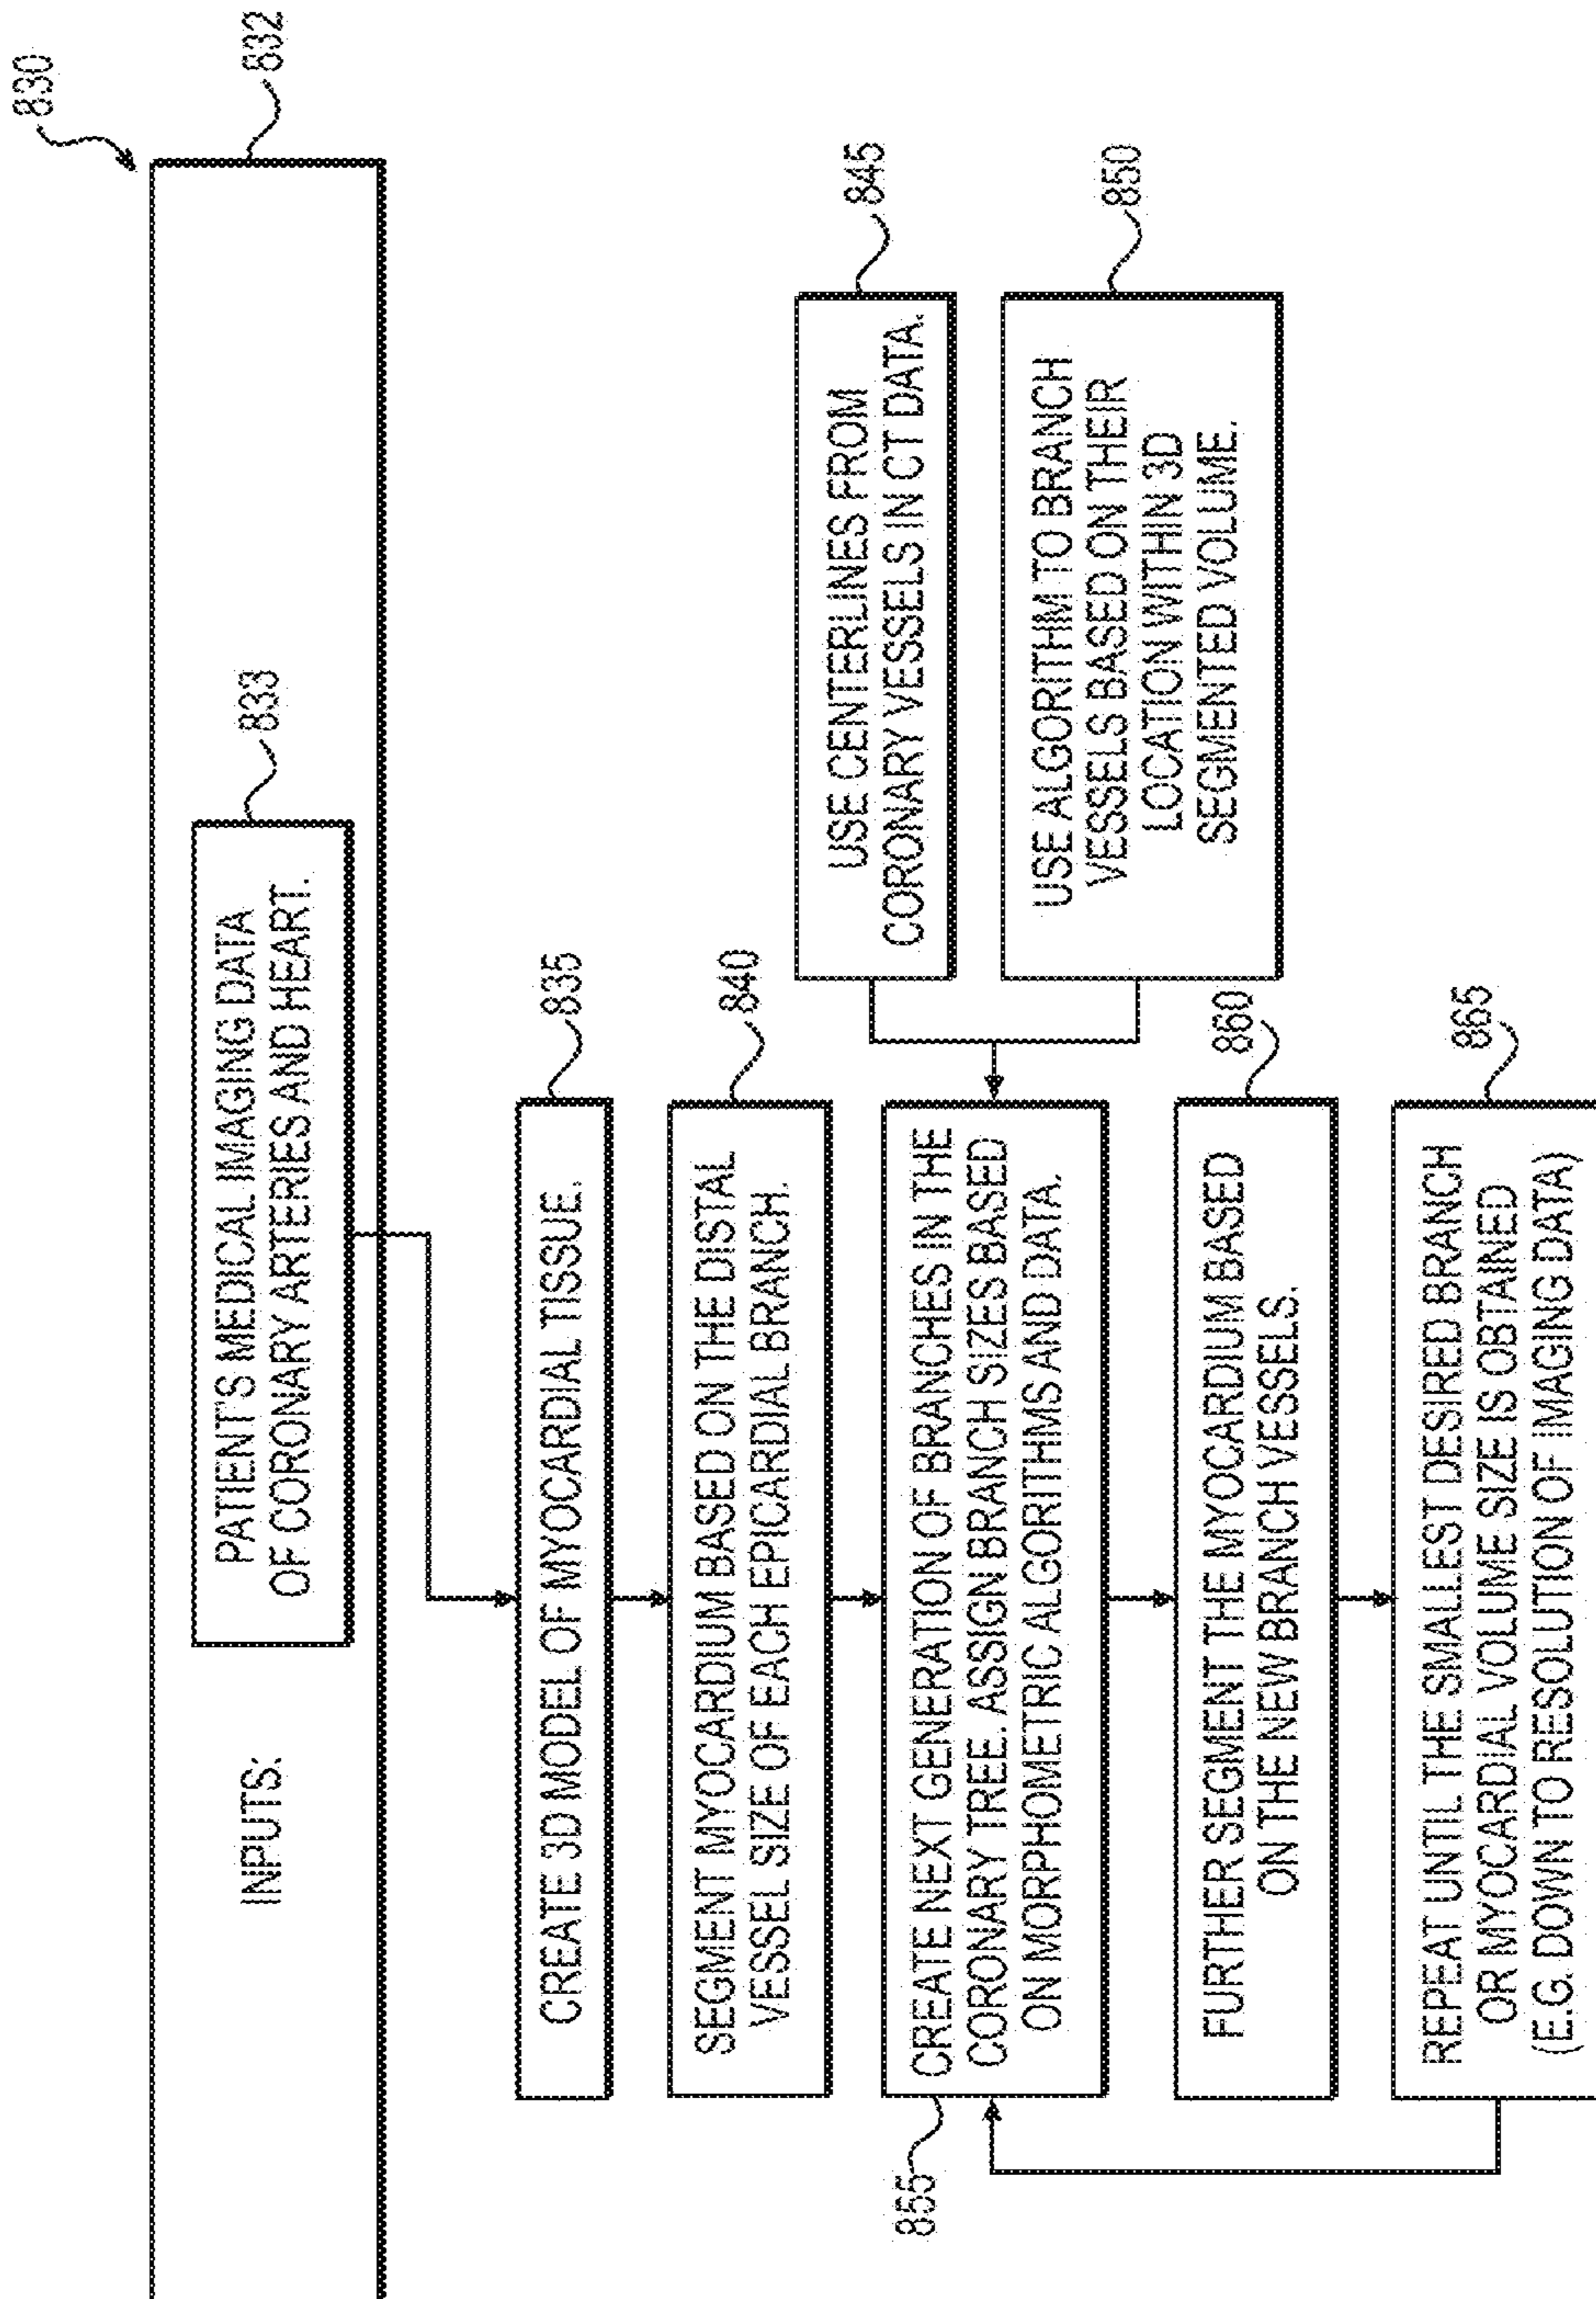 830
832
INPUTS:
833
PATIENT'S MEDICAL IMAGING DATA
OF CORONARY ARTERIES AND HEART.
835
CREATE 3D MODEL OF MYOCARDIAL TISSUE.
840
SEGMENT MYOCARDIUM BASED ON THE DISTAL
VESSEL SIZE OF EACH EPICARDIAL BRANCH.
845
USE CENTERLINES FROM
CORONARY VESSELS IN CT DATA.
850
USE ALGORITHM TO BRANCH
VESSELS BASED ON THEIR
LOCATION WITHIN 3D
SEGMENTED VOLUME.
855
CREATE NEXT GENERATION OF BRANCHES IN THE
CORONARY TREE. ASSIGN BRANCH SIZES BASED
ON MORPHOMETRIC ALGORITHMS AND DATA.
860
FURTHER SEGMENT THE MYOCARDIUM BASED
ON THE NEW BRANCH VESSELS.
865
REPEAT UNTIL THE SMALLEST DESIRED BRANCH
OR MYOCARDIAL VOLUME SIZE IS OBTAINED
(E.G. DOWN TO RESOLUTION OF IMAGING DATA)